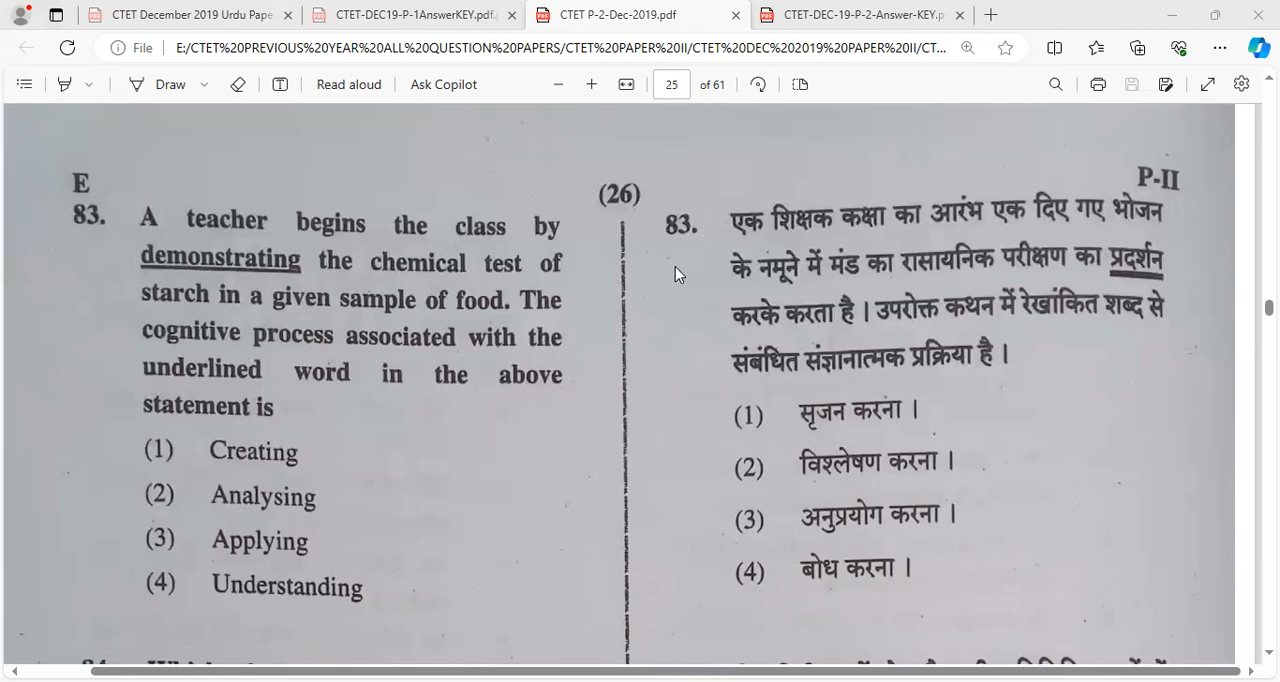 CTET December 2019 Urdu Pape
CTET-DEC19-P-1AnswerKEY.pdf
CTET P-2-Dec-2019.pdf
CTET-DEC-19-P-2-Answer-KEY.p
File
E:/CTET%20PREVIOUS%20YEAR%20ALL%20QUESTION%20PAPERS/CTET%20PAPER%20II/CTET%20DEC%202019%20PAPER%20II/CT...
Draw
Read aloud
Ask Copilot
25
of 61
E
(26)
P-II
83. A teacher begins the class by
demonstrating the chemical test of
starch in a given sample of food. The
cognitive process associated with the
underlined word in the above
statement is
(1) Creating
(2) Analysing
(3) Applying
(4) Understanding
83. एक शिक्षक कक्षा का आरंभ एक दिए गए भोजन
के नमूने में मंड का रासायनिक परीक्षण का प्रदर्शन
करके करता है । उपरोक्त कथन में रेखांकित शब्द से
संबंधित संज्ञानात्मक प्रक्रिया है ।
(1) सृजन करना ।
(2) विश्लेषण करना ।
(3) अनुप्रयोग करना ।
(4) बोध करना ।